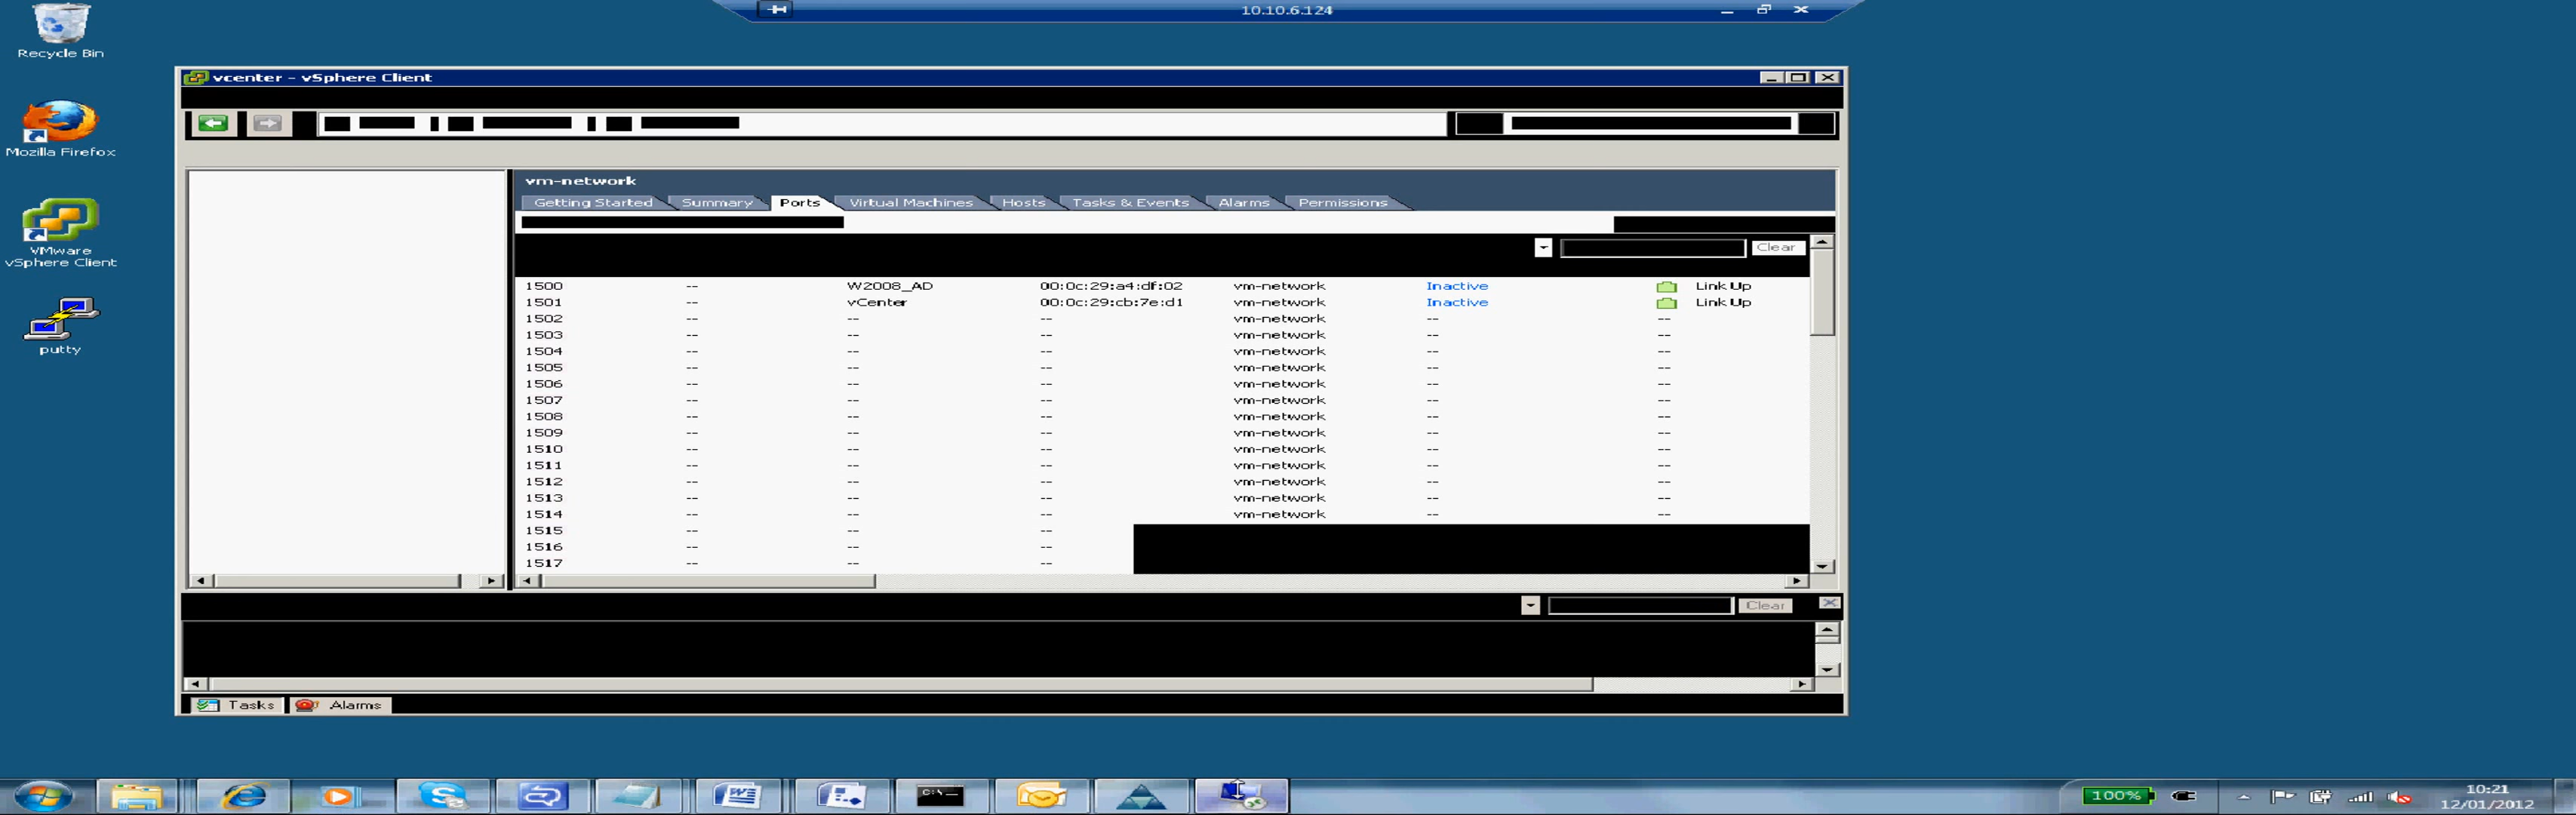 10.10.6.124
Recycle Bin
Mozilla Firefox
VMware
vSphere Client
putty
vcenter - vSphere Client
vm-network
Getting Started Summary Ports Virtual Machines Hosts Tasks & Events Alarms Permissions
Clear
1500 -- W2008_AD 00:0c:29:a4:df:02 vm-network Inactive Link Up
1501 -- vCenter 00:0c:29:cb:7e:d1 vm-network Inactive Link Up
1502 -- -- -- vm-network -- --
1503 -- -- -- vm-network -- --
1504 -- -- -- vm-network -- --
1505 -- -- -- vm-network -- --
1506 -- -- -- vm-network -- --
1507 -- -- -- vm-network -- --
1508 -- -- -- vm-network -- --
1509 -- -- -- vm-network -- --
1510 -- -- -- vm-network -- --
1511 -- -- -- vm-network -- --
1512 -- -- -- vm-network -- --
1513 -- -- -- vm-network -- --
1514 -- -- -- vm-network -- --
1515 -- -- --
1516 -- -- --
1517 -- -- --
Clear
Tasks Alarms
C:\
100%
10:21
12/01/2012